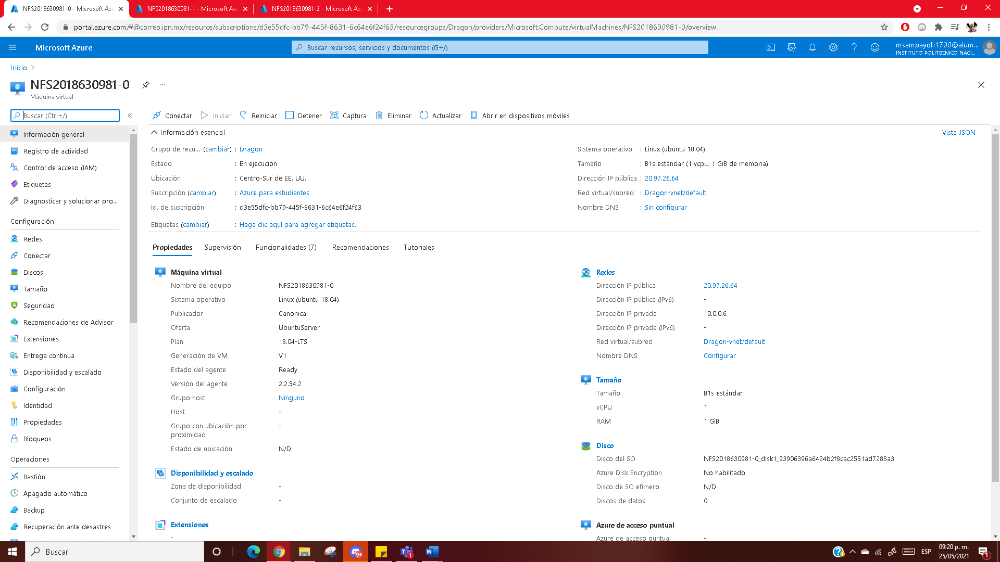 NFS2018630981-0 - Microsoft Azu
NFS2018630981-1 - Microsoft Azu
NFS2018630981-2 - Microsoft Azu
portal.azure.com/#@correo.ipn.mx/resource/subscriptions/d3e55dfc-bb79-445f-8631-6c64e6f24f63/resourcegroups/Dragon/providers/Microsoft.Compute/virtualMachines/NFS2018630981-0/overview
Microsoft Azure
Buscar recursos, servicios y documentos (G+/)
msampayoh1700@alum...
INSTITUTO POLITECNICO NACI...
Inicio
NFS2018630981-0
...
Máquina virtual
Buscar (Ctrl+/)
Información general
Registro de actividad
Control de acceso (IAM)
Etiquetas
Diagnosticar y solucionar pro...
Configuración
Redes
Conectar
Discos
Tamaño
Seguridad
Recomendaciones de Advisor
Extensiones
Entrega continua
Disponibilidad y escalado
Configuración
Identidad
Propiedades
Bloqueos
Operaciones
Bastión
Apagado automático
Backup
Recuperación ante desastres
Conectar
Iniciar
Reiniciar
Detener
Captura
Eliminar
Actualizar
Abrir en dispositivos móviles
Información esencial
Vista JSON
Grupo de recu... (cambiar) : Dragon
Estado : En ejecución
Ubicación : Centro-Sur de EE. UU.
Suscripción (cambiar) : Azure para estudiantes
Id. de suscripción : d3e55dfc-bb79-445f-8631-6c64e6f24f63
Etiquetas (cambiar) : Haga clic aquí para agregar etiquetas.
Sistema operativo : Linux (ubuntu 18.04)
Tamaño : B1s estándar (1 vcpu, 1 GiB de memoria)
Dirección IP pública : 20.97.26.64
Red virtual/subred : Dragon-vnet/default
Nombre DNS : Sin configurar
Propiedades
Supervisión
Funcionalidades (7)
Recomendaciones
Tutoriales
Máquina virtual
Nombre del equipo NFS2018630981-0
Sistema operativo Linux (ubuntu 18.04)
Publicador Canonical
Oferta UbuntuServer
Plan 18.04-LTS
Generación de VM V1
Estado del agente Ready
Versión del agente 2.2.54.2
Grupo host Ninguno
Host -
Grupo con ubicación por -
proximidad
Estado de ubicación N/D
Disponibilidad y escalado
Zona de disponibilidad -
Conjunto de escalado -
Extensiones
-
Redes
Dirección IP pública 20.97.26.64
Dirección IP pública (IPv6) -
Dirección IP privada 10.0.0.6
Dirección IP privada (IPv6) -
Red virtual/subred Dragon-vnet/default
Nombre DNS Configurar
Tamaño
Tamaño B1s estándar
vCPU 1
RAM 1 GiB
Disco
Disco del SO NFS2018630981-0_disk1_93906396a6424b2f8cac2551ad7288a3
Azure Disk Encryption No habilitado
Disco de SO efímero N/D
Discos de datos 0
Azure de acceso puntual
Azure de acceso puntual -
Buscar
9+
1
ESP
09:20 p. m.
25/05/2021
1